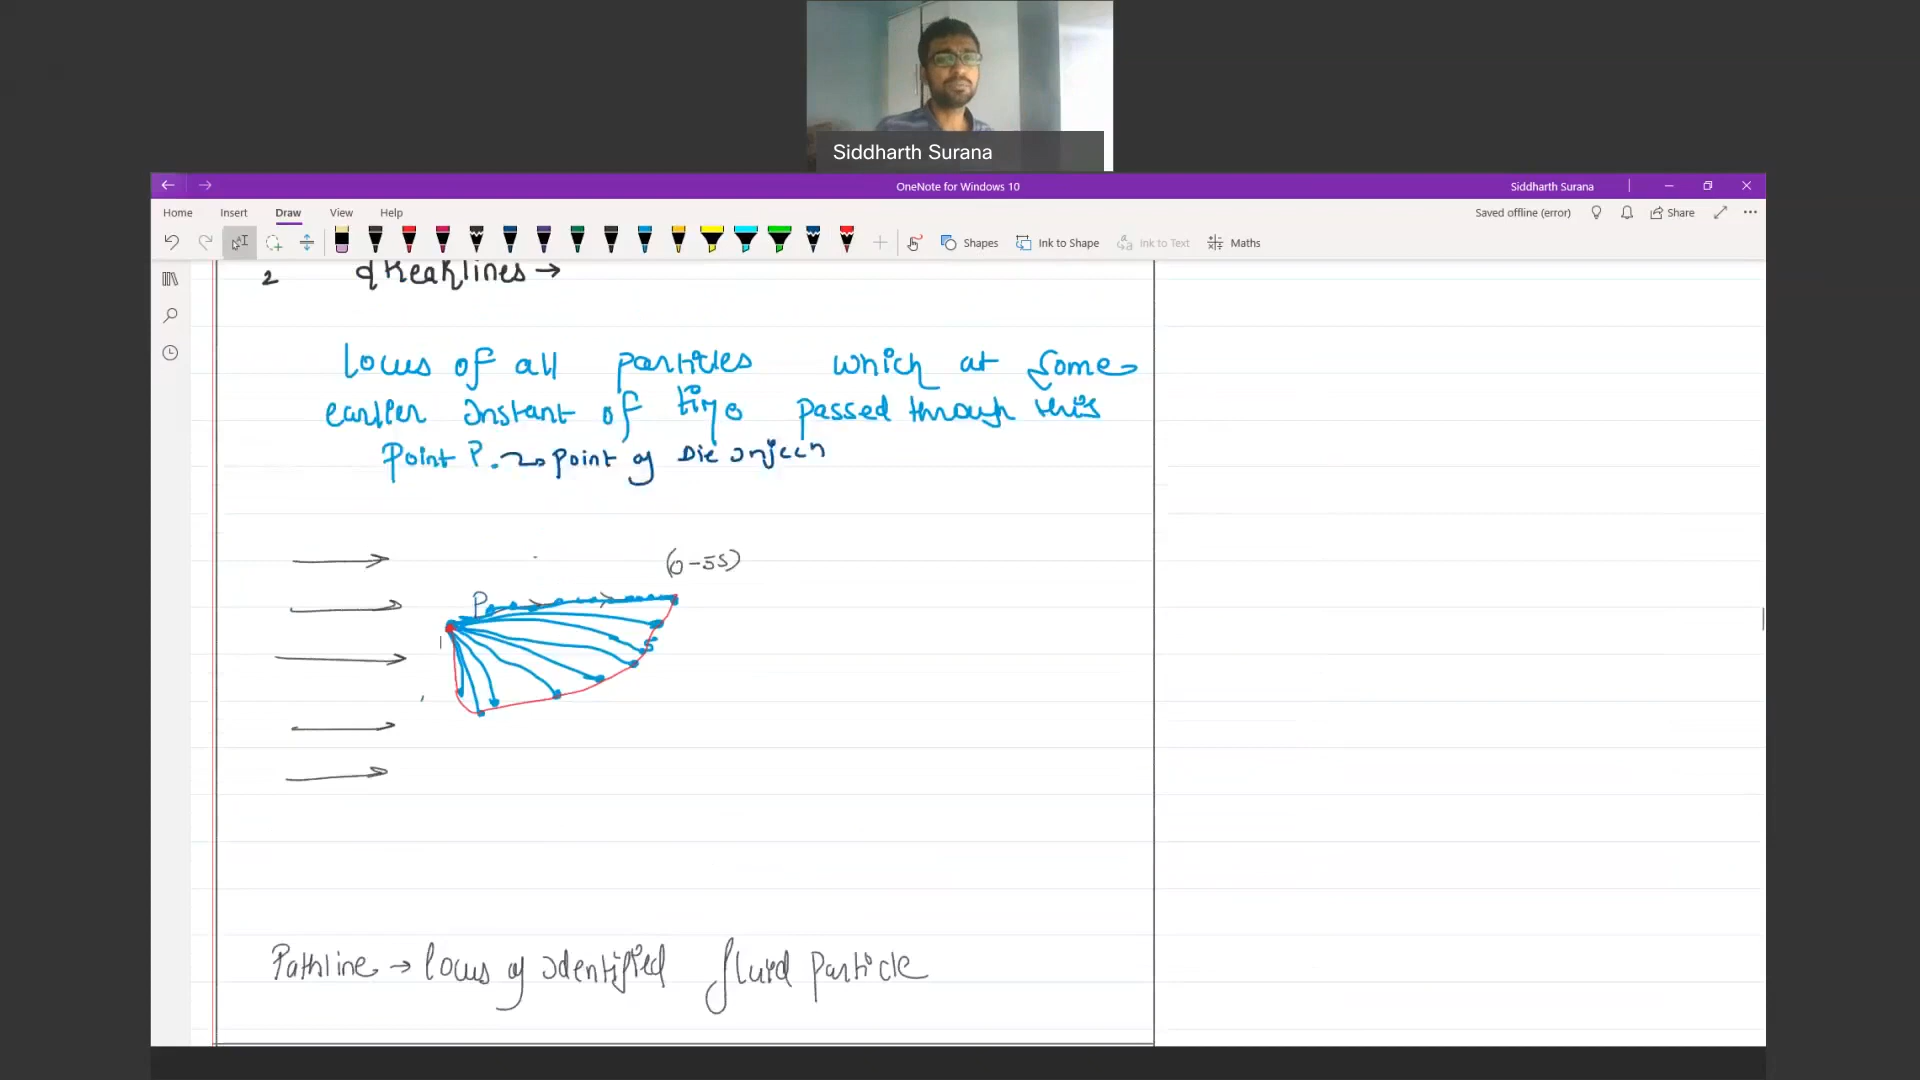 Siddharth Surana
OneNote for Windows 10
Siddharth Surana
Home Insert Draw View Help
Saved offline (error)
Share
Shapes
Ink to Shape
Ink to Text
Maths
2 streaklines →
locus of all particles which at some
earlier instant of time passed through this
Point P. → point of Die injecn
(0-5s)
P
Pathline → locus of identified fluid particle